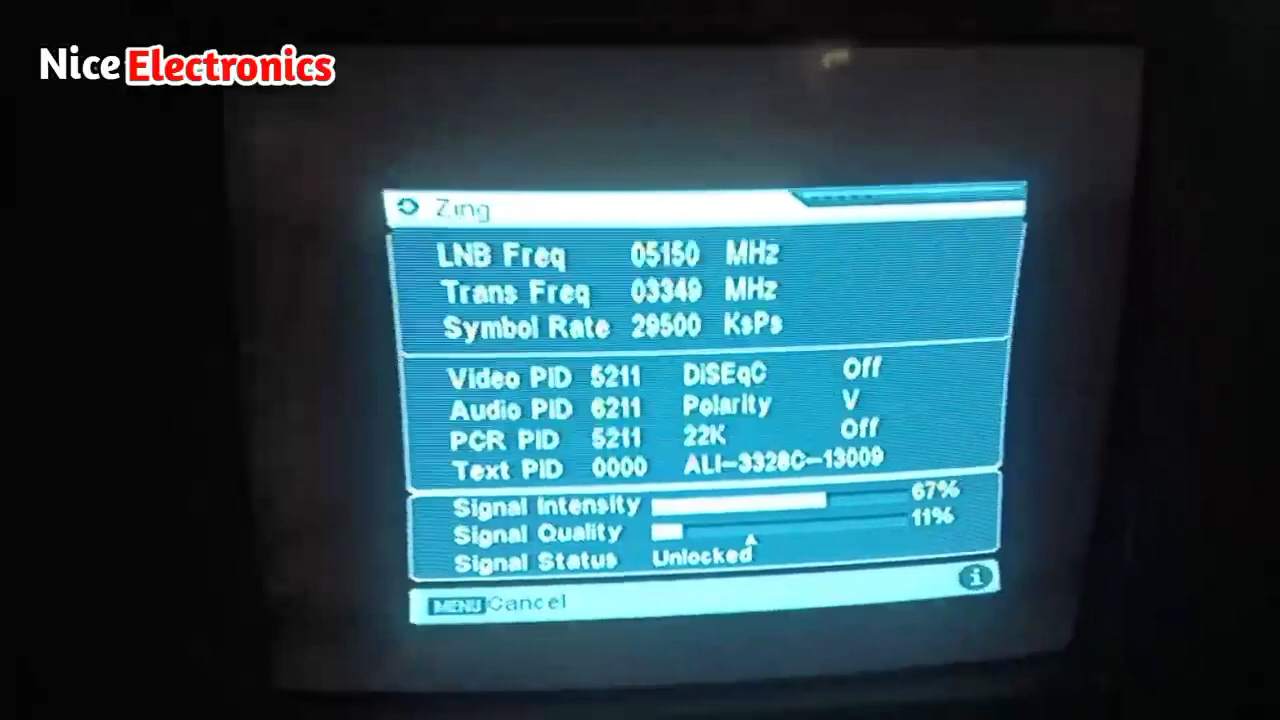 Nice Electronics
Zing
LNB Freq 05150 MHz
Trans Freq 03349 MHz
Symbol Rate 29500 KsPs
Video PID 5211 DiSEqC Off
Audio PID 6211 Polarity V
PCR PID 5211 22K Off
Text PID 0000 ALI-3328C-13009
Signal Intensity 67%
Signal Quality 11%
Signal Status Unlocked
MENU Cancel
i